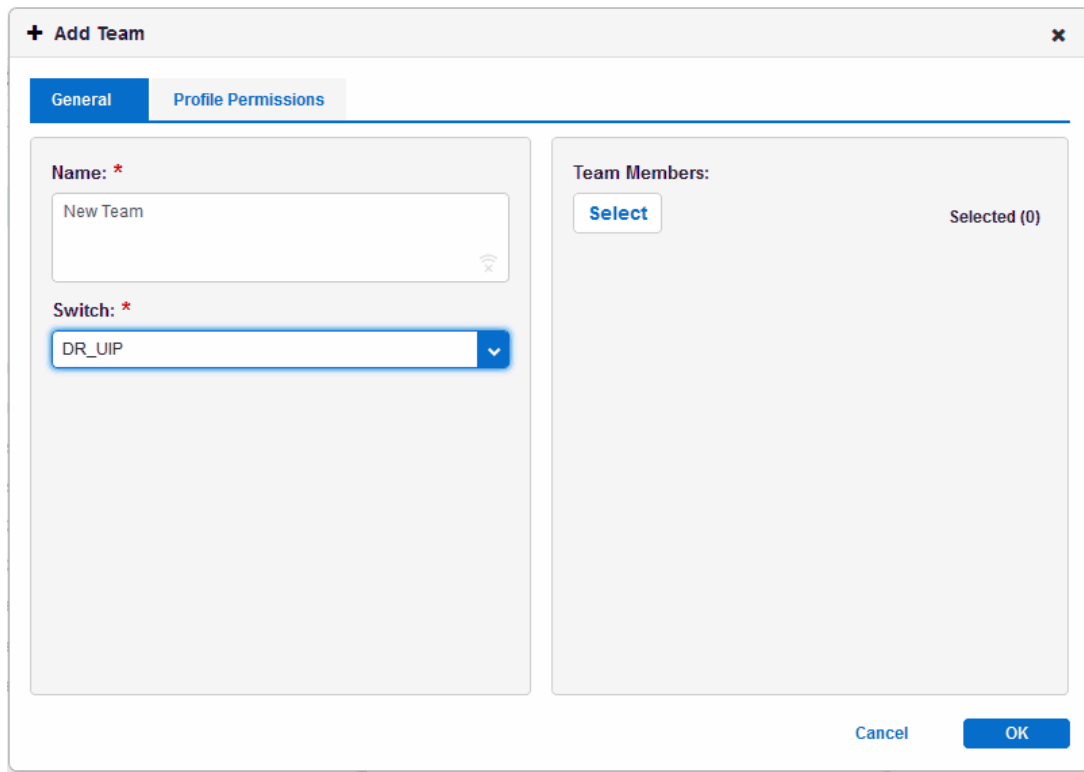 Add Team
General
Profile Permissions
Name: *
New Team
Switch: *
DR_UIP
Team Members:
Select
Selected (0)
Cancel
OK